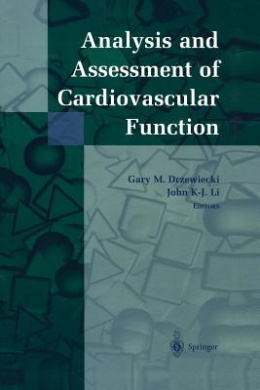 Analysis and
Assessment of
Cardiovascular
Function
Gary M. Drzewiecki
John K-J. Li
Editors
Springer